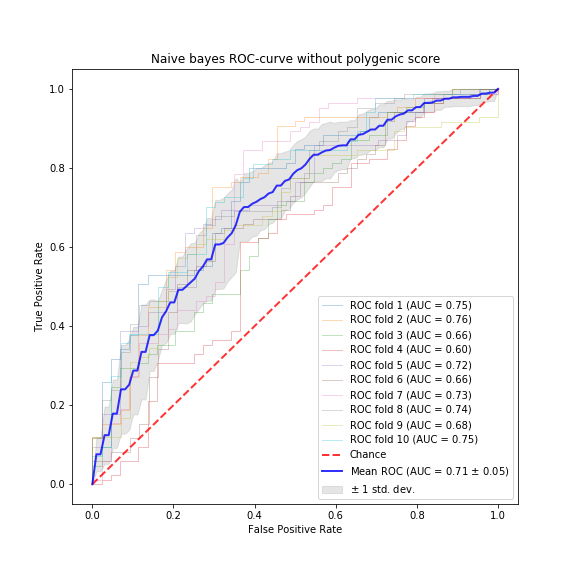 Naive bayes ROC-curve without polygenic score
True Positive Rate
1.0
0.8
0.6
0.4
0.2
0.0
0.0 0.2 0.4 0.6 0.8 1.0
False Positive Rate
ROC fold 1 (AUC = 0.75)
ROC fold 2 (AUC = 0.76)
ROC fold 3 (AUC = 0.66)
ROC fold 4 (AUC = 0.60)
ROC fold 5 (AUC = 0.72)
ROC fold 6 (AUC = 0.66)
ROC fold 7 (AUC = 0.73)
ROC fold 8 (AUC = 0.74)
ROC fold 9 (AUC = 0.68)
ROC fold 10 (AUC = 0.75)
Chance
Mean ROC (AUC = 0.71 ± 0.05)
± 1 std. dev.